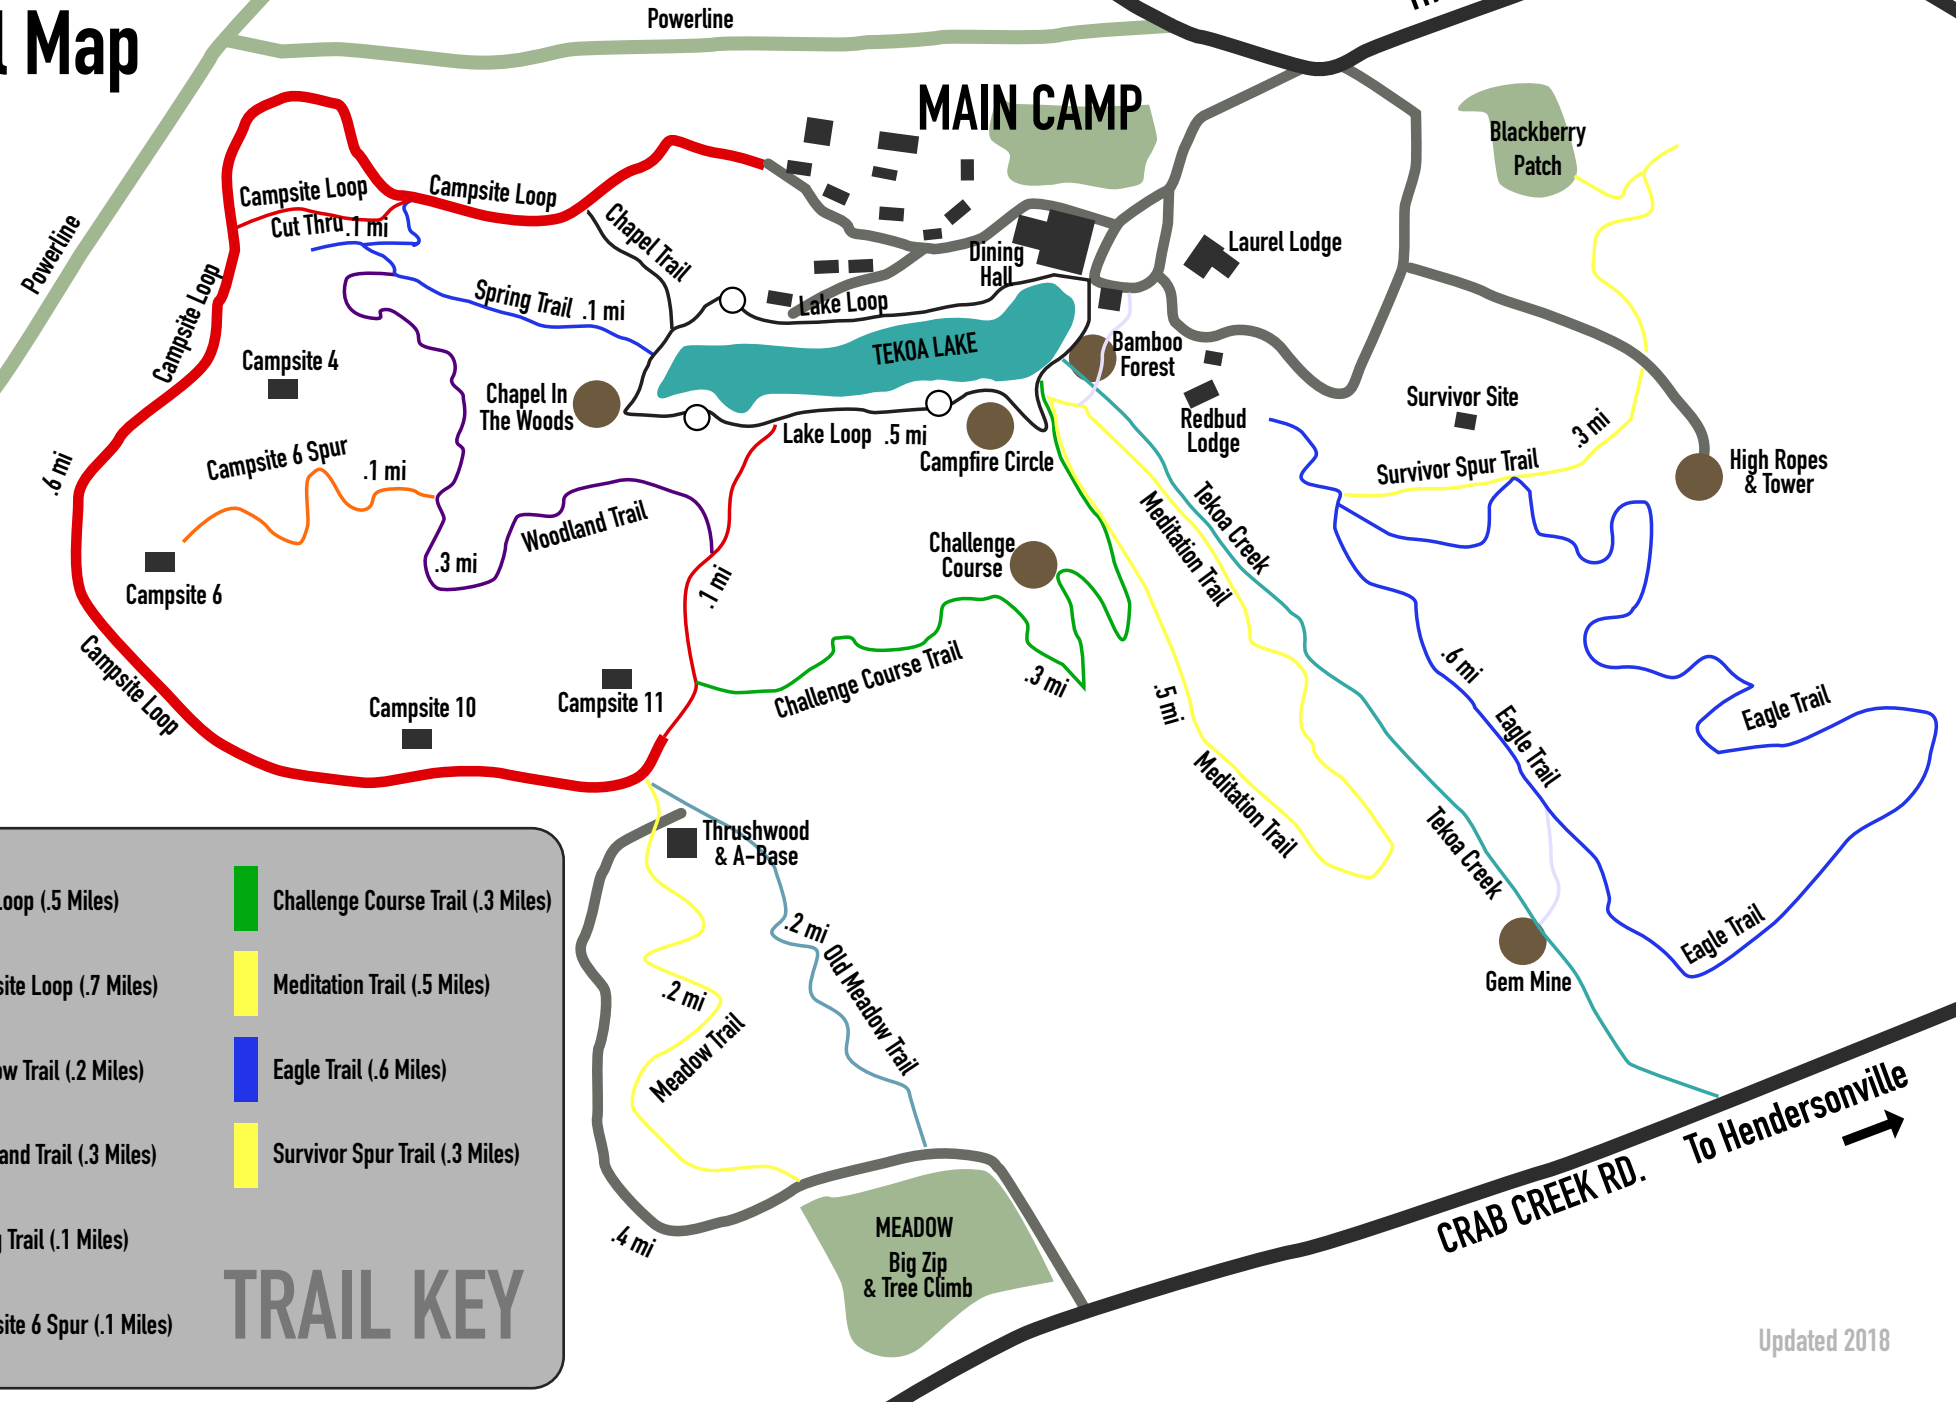 Map
Powerline
MAIN CAMP
Blackberry
Patch
Powerline
Campsite Loop
Campsite Loop
Cut Thru .1 mi
Chapel Trail
Dining
Hall
Laurel Lodge
Campsite Loop
Spring Trail .1 mi
Lake Loop
TEKOA LAKE
Bamboo
Forest
Campsite 4
Chapel In
The Woods
Lake Loop .5 mi
Campfire Circle
Redbud
Lodge
Survivor Site
.3 mi
Survivor Spur Trail
High Ropes
& Tower
.6 mi
Campsite 6 Spur
.1 mi
Woodland Trail
.3 mi
Campsite 6
.1 mi
Challenge
Course
Meditation Trail
Tekoa Creek
Campsite Loop
Campsite 10
Campsite 11
Challenge Course Trail
.3 mi
.5 mi
Meditation Trail
.6 mi
Eagle Trail
Eagle Trail
Tekoa Creek
Eagle Trail
Gem Mine
Thrushwood
& A-Base
.2 mi
Old Meadow Trail
.2 mi
Meadow Trail
.4 mi
MEADOW
Big Zip
& Tree Climb
CRAB CREEK RD.
To Hendersonville
Loop (.5 Miles)
Challenge Course Trail (.3 Miles)
site Loop (.7 Miles)
Meditation Trail (.5 Miles)
ow Trail (.2 Miles)
Eagle Trail (.6 Miles)
and Trail (.3 Miles)
Survivor Spur Trail (.3 Miles)
Trail (.1 Miles)
site 6 Spur (.1 Miles)
TRAIL KEY
Updated 2018